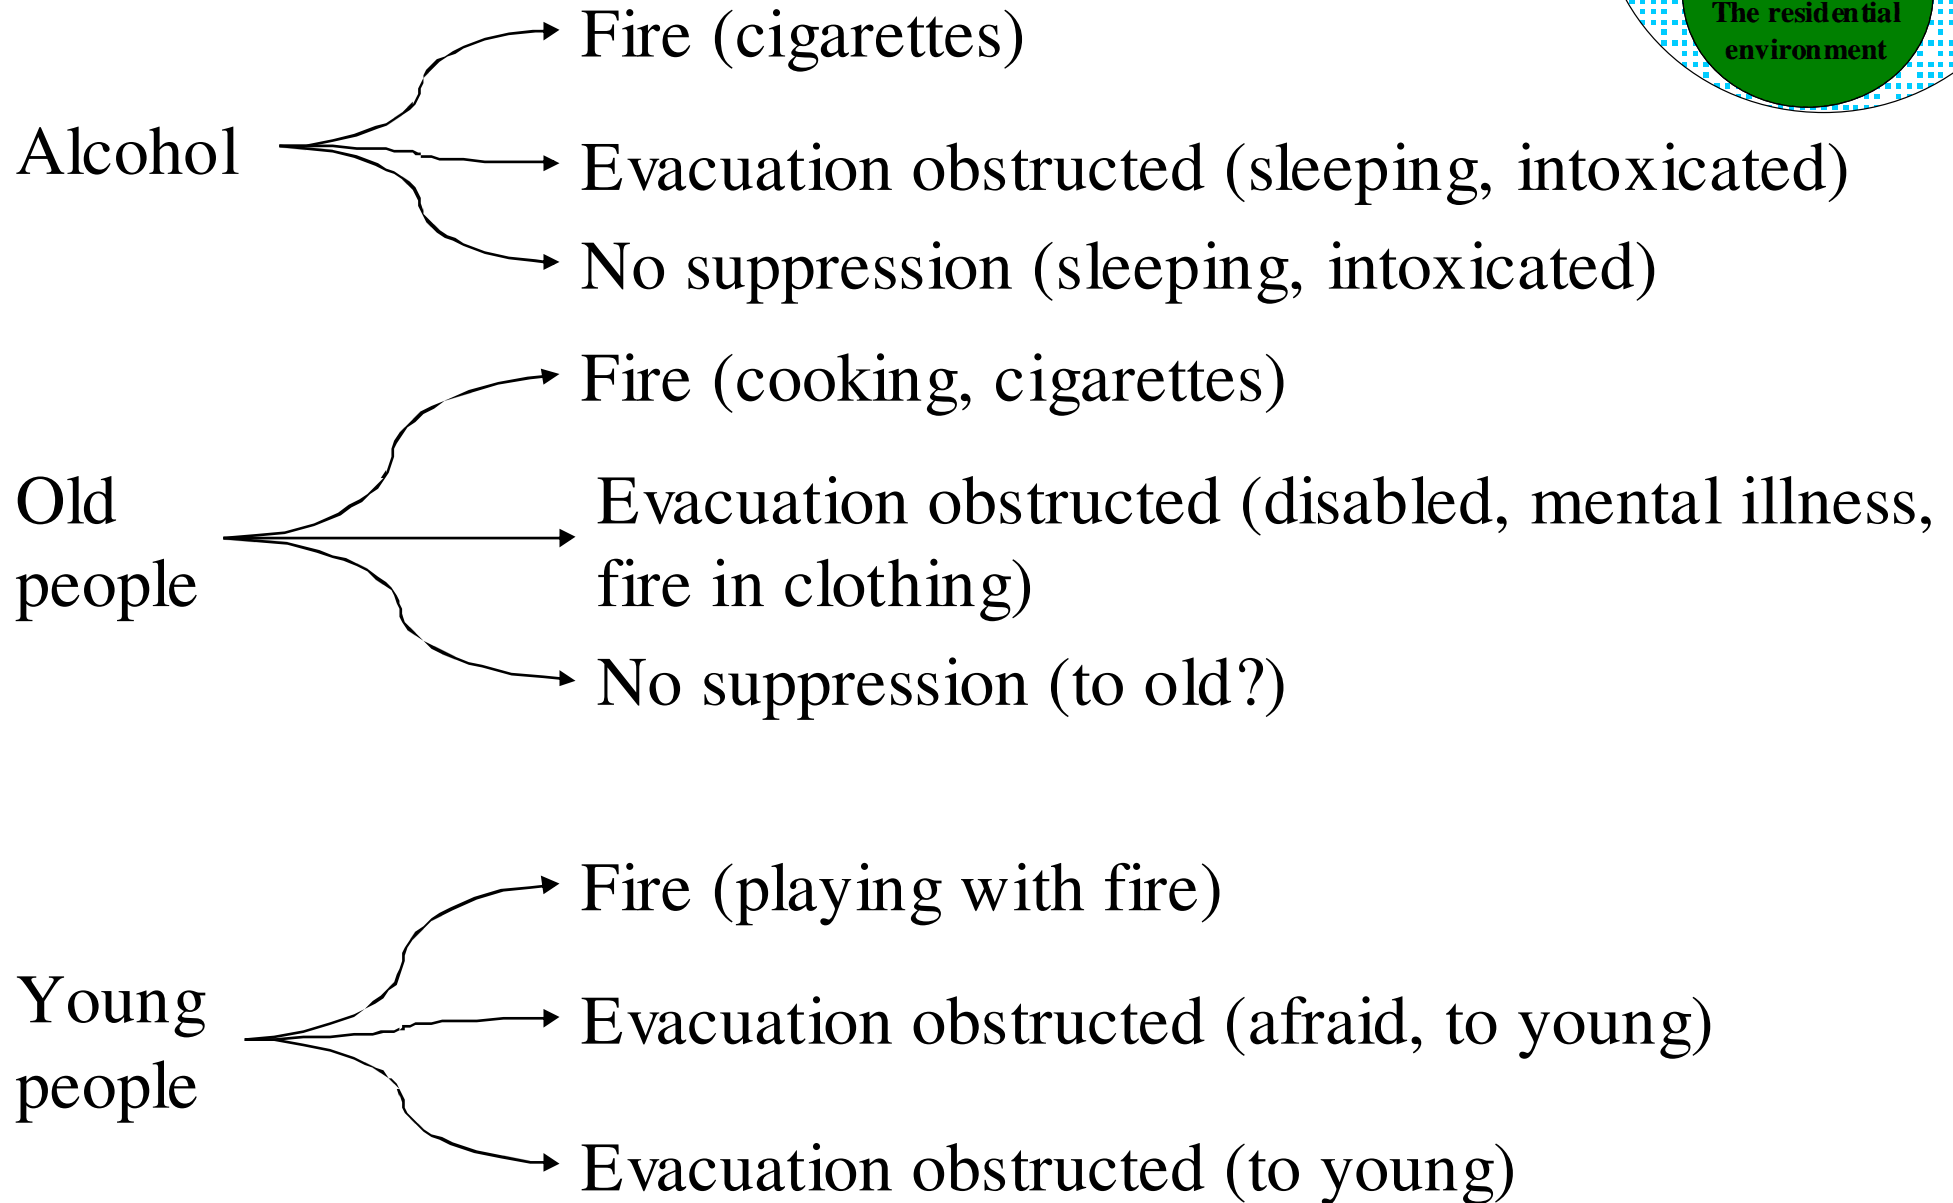 The residential
environment
Alcohol
Fire (cigarettes)
Evacuation obstructed (sleeping, intoxicated)
No suppression (sleeping, intoxicated)
Old
people
Fire (cooking, cigarettes)
Evacuation obstructed (disabled, mental illness,
fire in clothing)
No suppression (to old?)
Young
people
Fire (playing with fire)
Evacuation obstructed (afraid, to young)
Evacuation obstructed (to young)